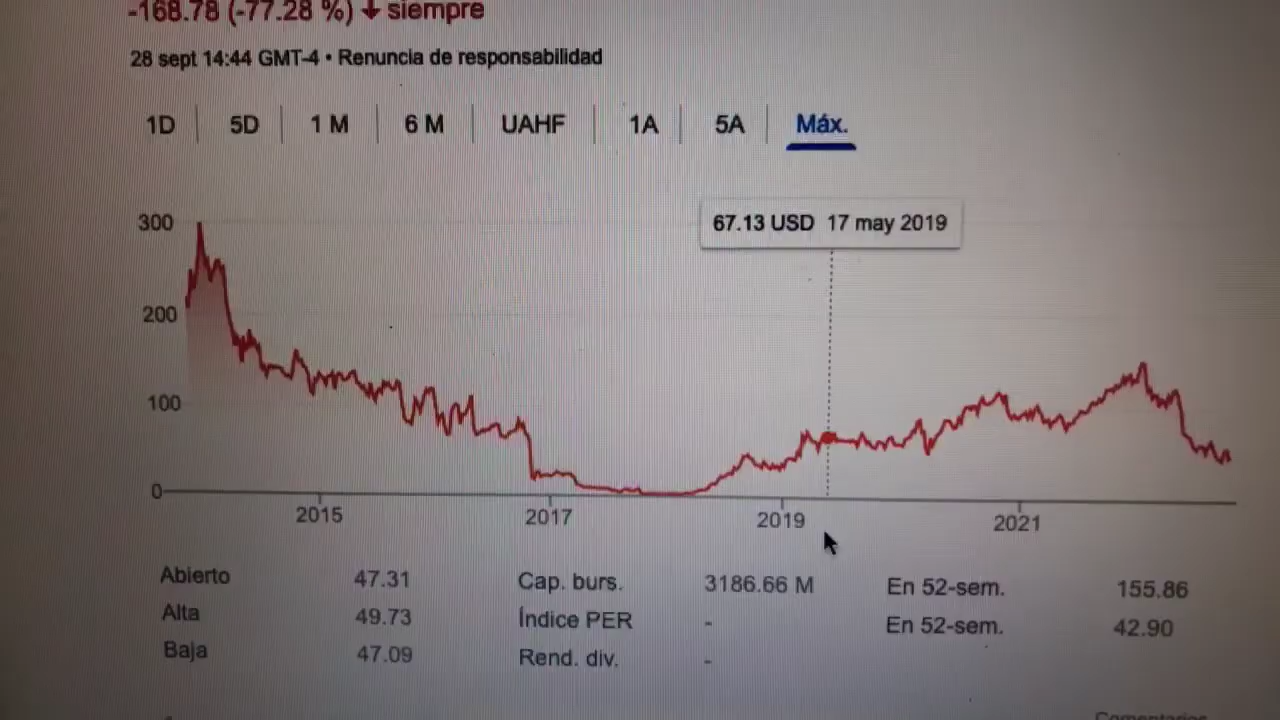 -168.78 (-77.28 %) ↓ siempre
28 sept 14:44 GMT-4 • Renuncia de responsabilidad
1D 5D 1 M 6 M UAHF 1A 5A Máx.
67.13 USD 17 may 2019
300
200
100
0
2015 2017 2019 2021
Abierto 47.31 Cap. burs. 3186.66 M En 52-sem. 155.86
Alta 49.73 Índice PER - En 52-sem. 42.90
Baja 47.09 Rend. div. -
Comentarios